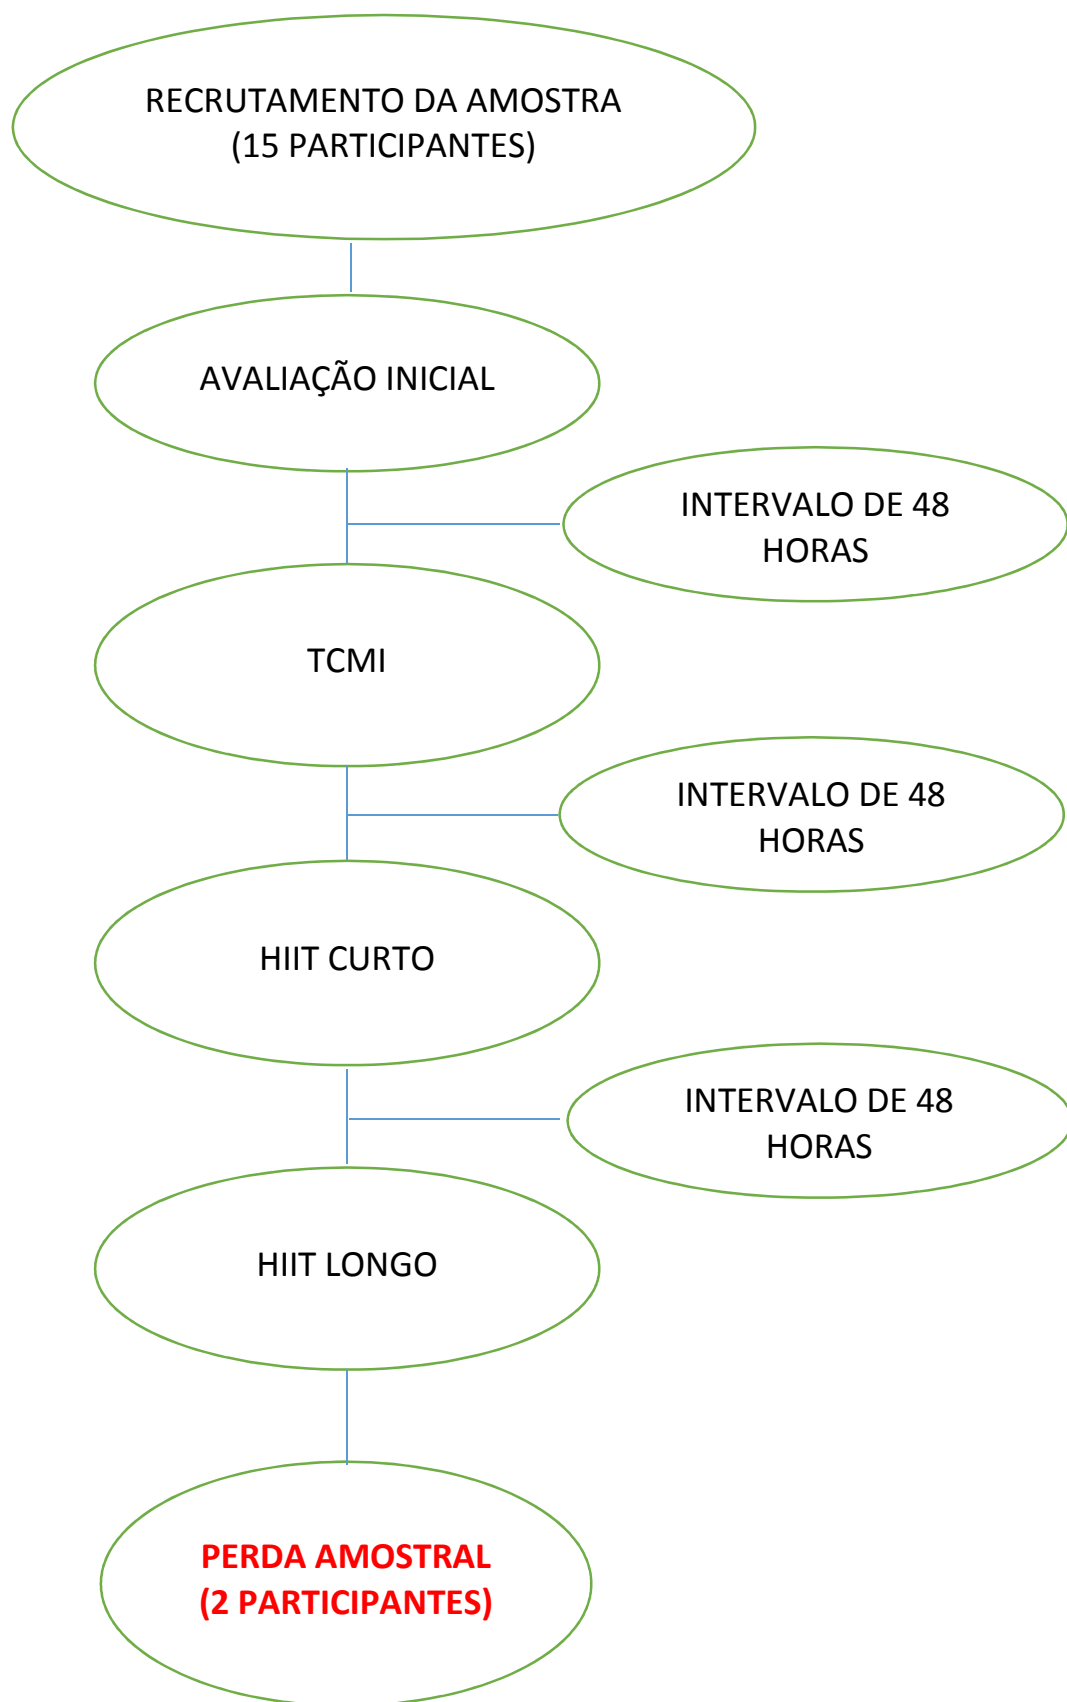 RECRUTAMENTO DA AMOSTRA
(15 PARTICIPANTES)
AVALIAÇÃO INICIAL
INTERVALO DE 48
HORAS
TCMI
INTERVALO DE 48
HORAS
HIIT CURTO
INTERVALO DE 48
HORAS
HIIT LONGO
PERDA AMOSTRAL
(2 PARTICIPANTES)